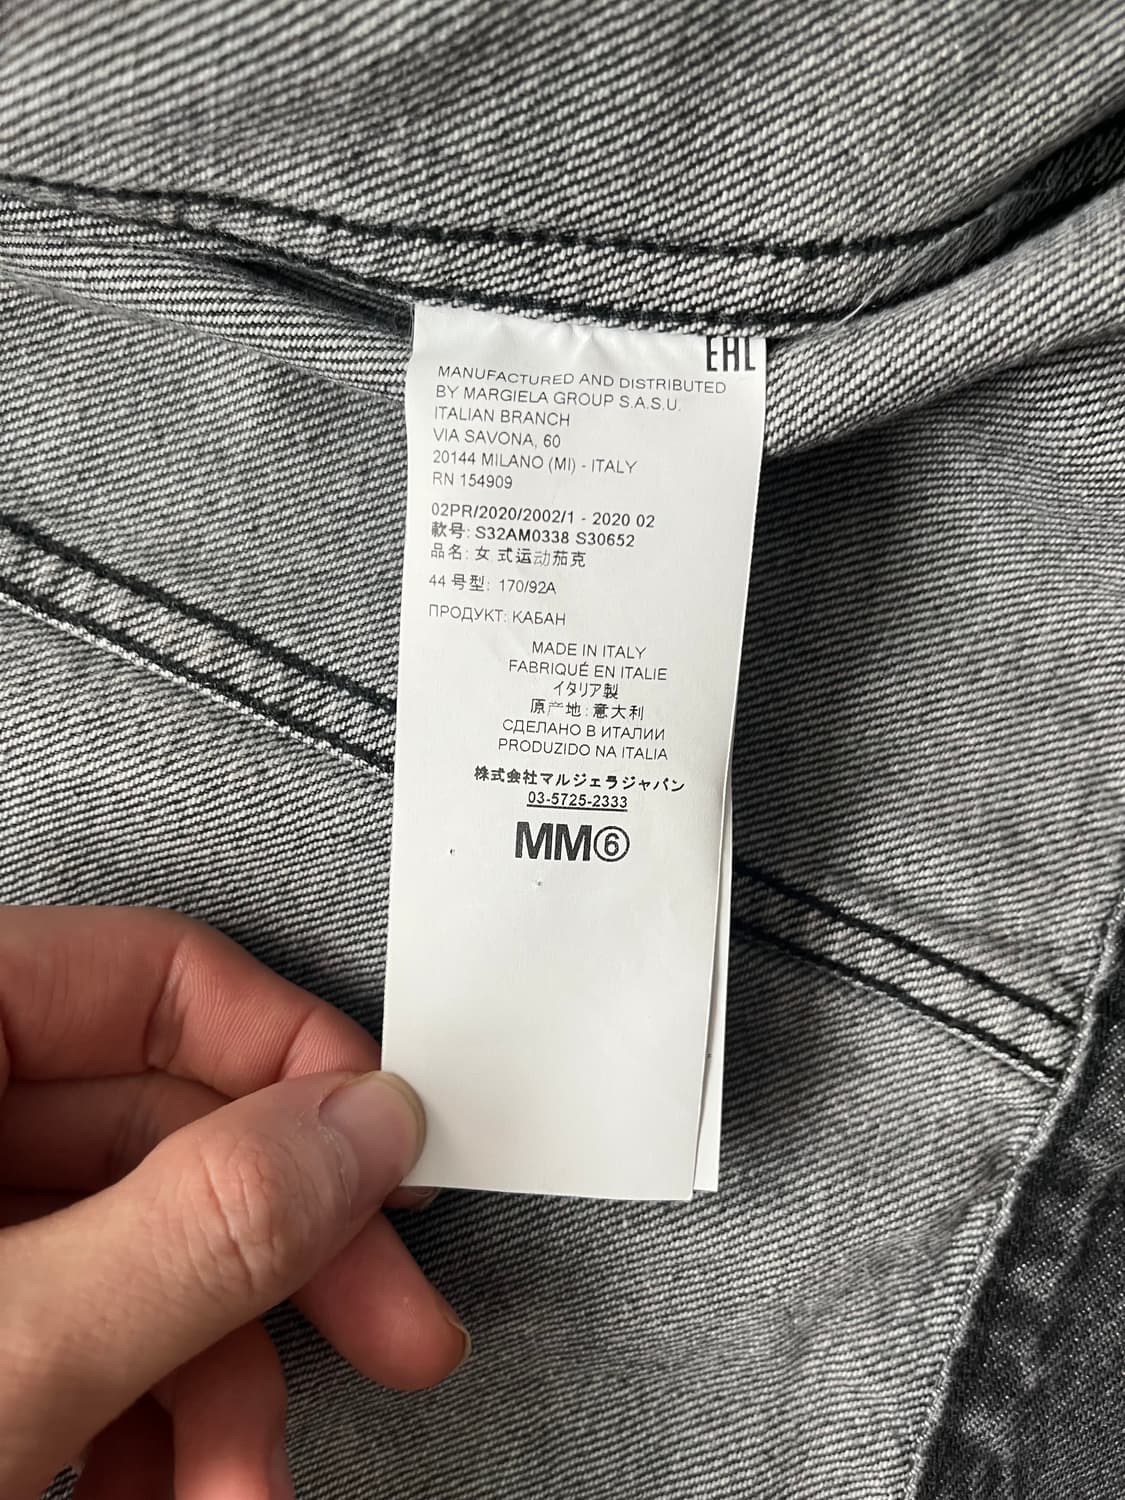 EAC
MANUFACTURED AND DISTRIBUTED
BY MARGIELA GROUP S.A.S.U.
ITALIAN BRANCH
VIA SAVONA, 60
20144 MILANO (MI) - ITALY
RN 154909
02PR/2020/2002/1 - 2020 02
款号: S32AM0338 S30652
品名: 女 式运动茄克
44 号型: 170/92A
ПРОДУКТ: КАБАН
MADE IN ITALY
FABRIQUÉ EN ITALIE
イタリア製
原产地:意大利
СДЕЛАНО В ИТАЛИИ
PRODUZIDO NA ITALIA
株式会社マルジェラジャパン
03-5725-2333
MM⑥